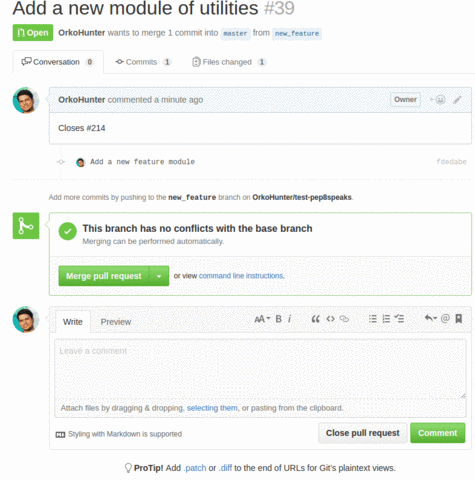 Add a new module of utilities #39
Open OrkoHunter wants to merge 1 commit into master from new_feature
Conversation 0 Commits 1 Files changed 1
OrkoHunter commented a minute ago Owner
Closes #214
Add a new feature module fdedabe
Add more commits by pushing to the new_feature branch on OrkoHunter/test-pep8speaks.
This branch has no conflicts with the base branch
Merging can be performed automatically.
Merge pull request or view command line instructions.
Write Preview AA B i
Leave a comment
Attach files by dragging & dropping, selecting them, or pasting from the clipboard.
Styling with Markdown is supported Close pull request Comment
ProTip! Add .patch or .diff to the end of URLs for Git's plaintext views.